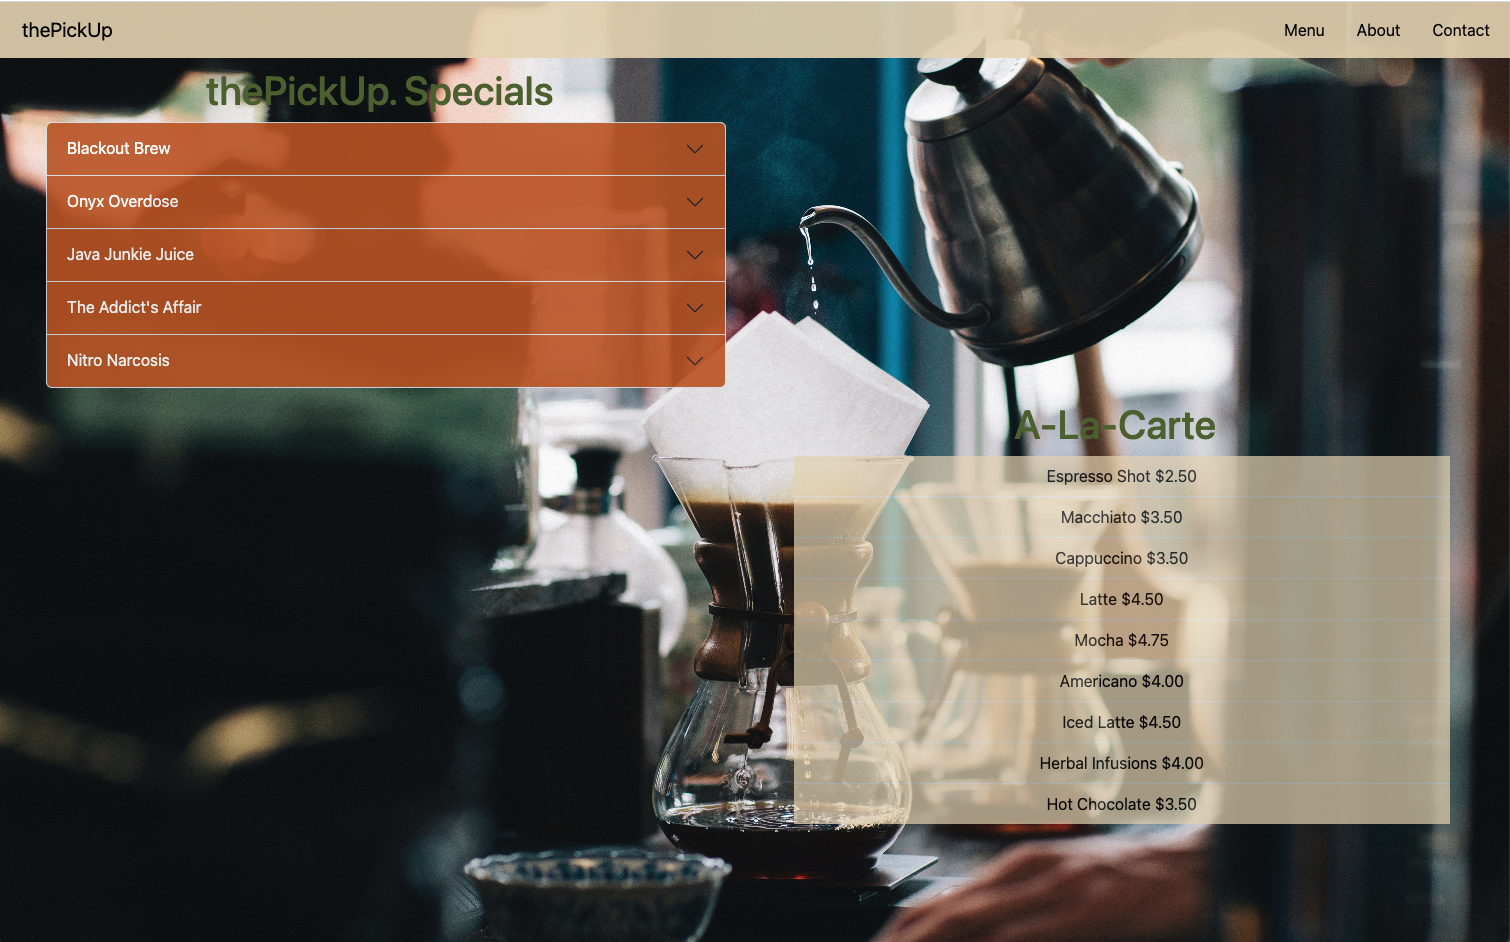 thePickUp
Menu About Contact
thePickUp. Specials
Blackout Brew
Onyx Overdose
Java Junkie Juice
The Addict's Affair
Nitro Narcosis
A-La-Carte
Espresso Shot $2.50
Macchiato $3.50
Cappuccino $3.50
Latte $4.50
Mocha $4.75
Americano $4.00
Iced Latte $4.50
Herbal Infusions $4.00
Hot Chocolate $3.50